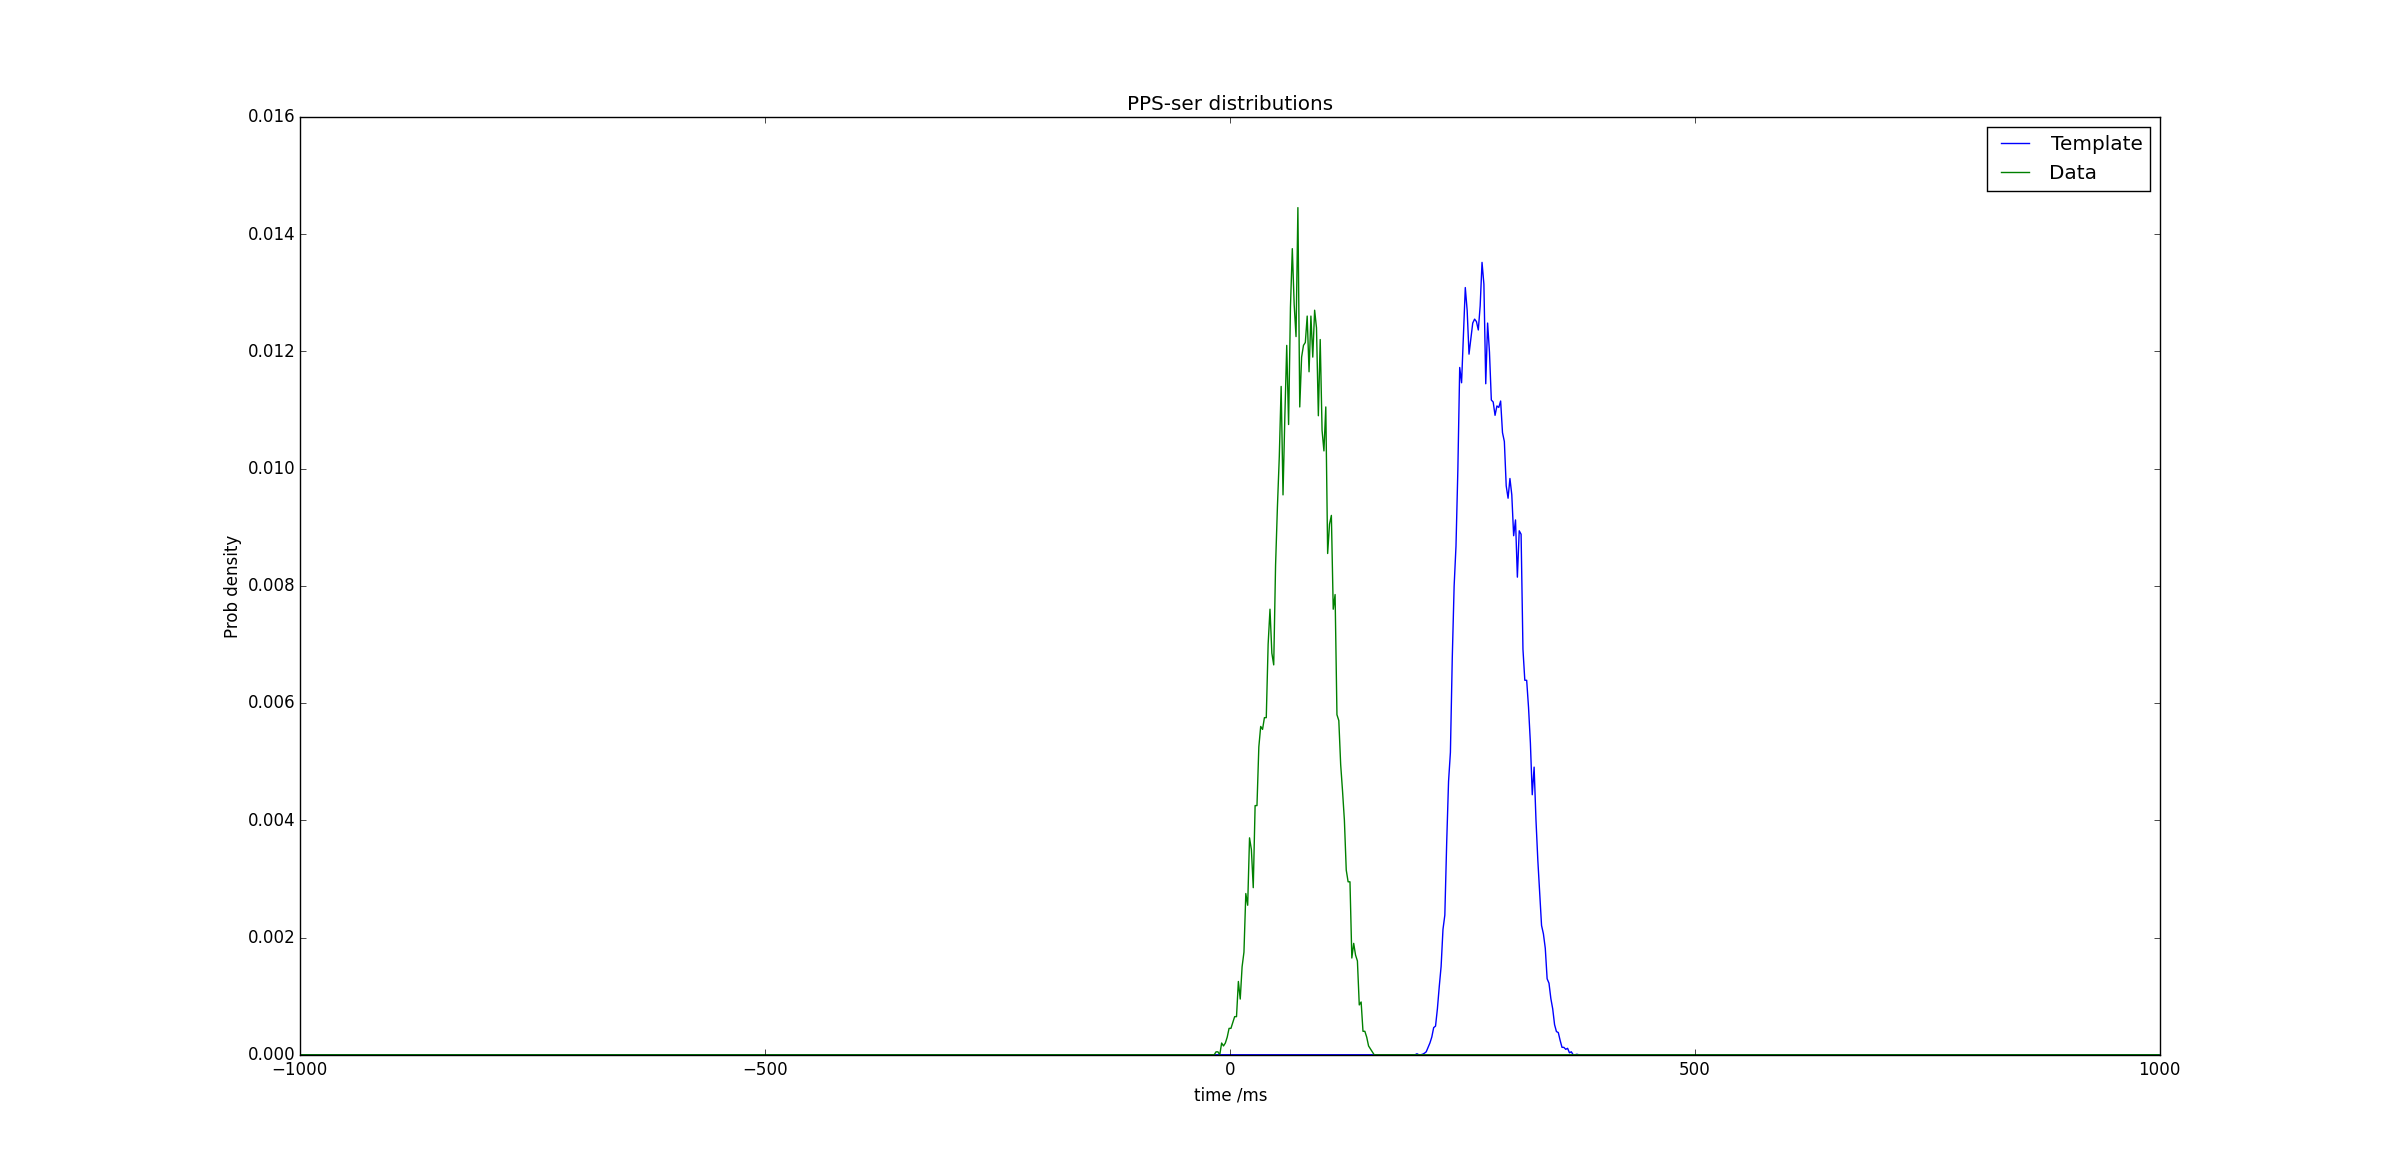 PPS-ser distributions
0.016
0.014
0.012
0.010
0.008
0.006
0.004
0.002
0.000
Prob density
Template
Data
−1000
−500
0
500
1000
time /ms